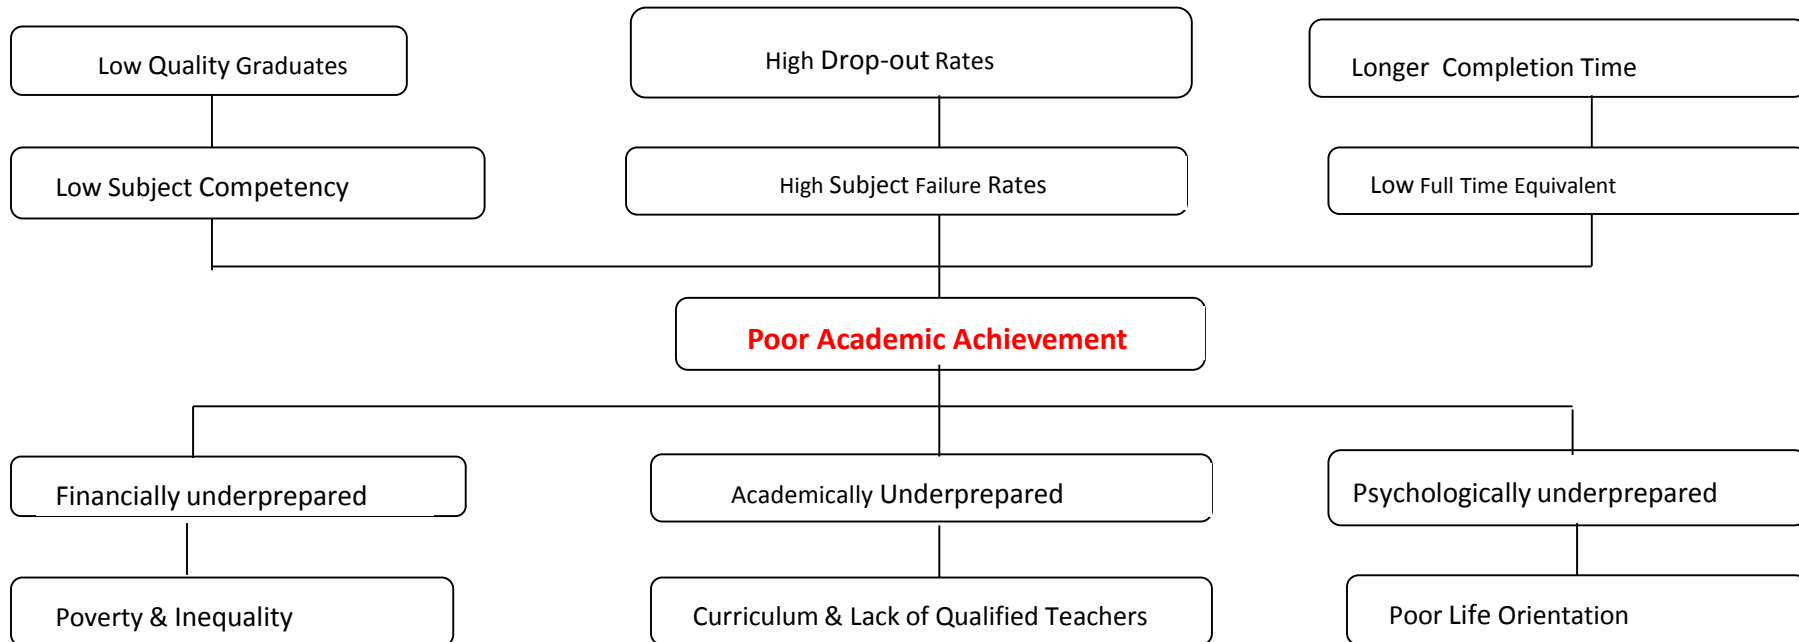 Low Quality Graduates
High Drop-out Rates
Longer Completion Time
Low Subject Competency
High Subject Failure Rates
Low Full Time Equivalent
Poor Academic Achievement
Financially underprepared
Academically Underprepared
Psychologically underprepared
Poverty & Inequality
Curriculum & Lack of Qualified Teachers
Poor Life Orientation